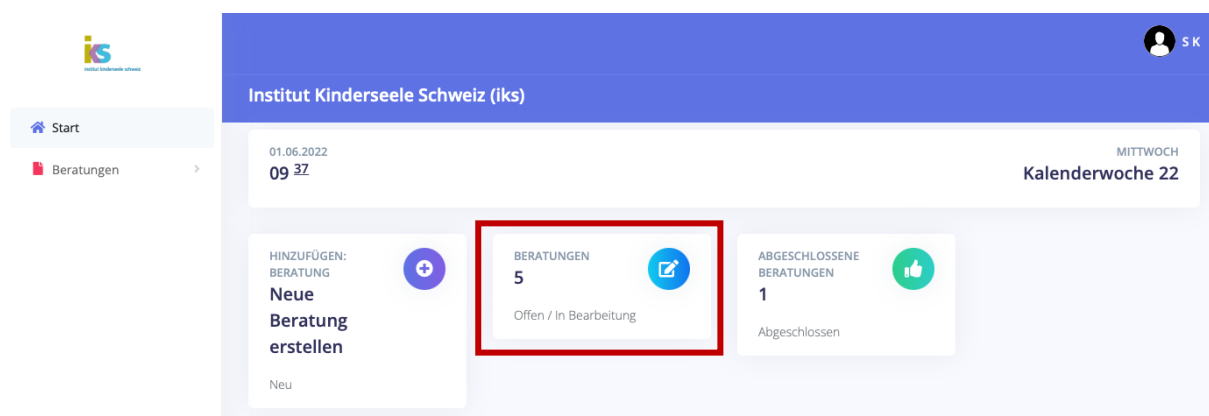 iks
institut kinderseele schweiz
S K
Institut Kinderseele Schweiz (iks)
Start
Beratungen
01.06.2022
09 37
MITTWOCH
Kalenderwoche 22
HINZUFÜGEN:
BERATUNG
Neue
Beratung
erstellen
Neu
BERATUNGEN
5
Offen / In Bearbeitung
ABGESCHLOSSENE
BERATUNGEN
1
Abgeschlossen